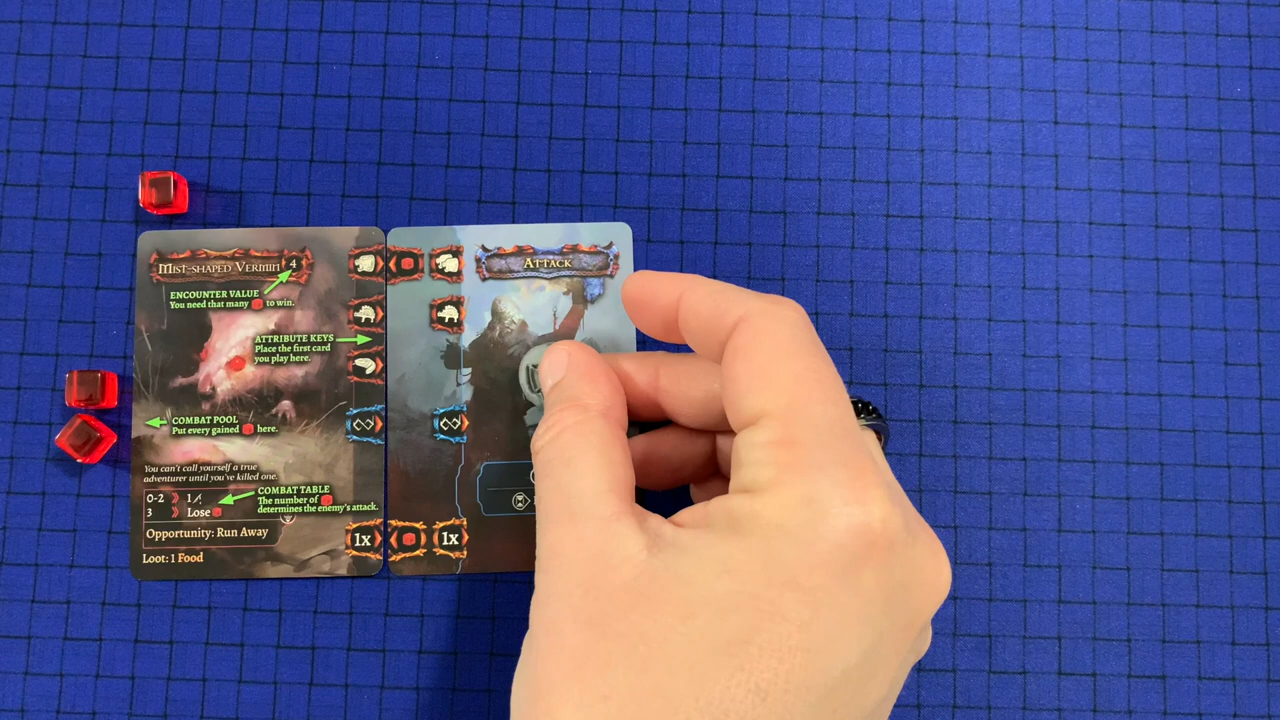 MIST-SHAPED VERMIN 4
ENCOUNTER VALUE
You need that many to win.
ATTRIBUTE KEYS
Place the first card
you play here.
COMBAT POOL
Put every gained here.
You can't call yourself a true
adventurer until you've killed one.
COMBAT TABLE
The number of
determines the enemy's attack.
0-2 1
3 Lose
Opportunity: Run Away
Loot: 1 Food
1x
ATTACK
1x